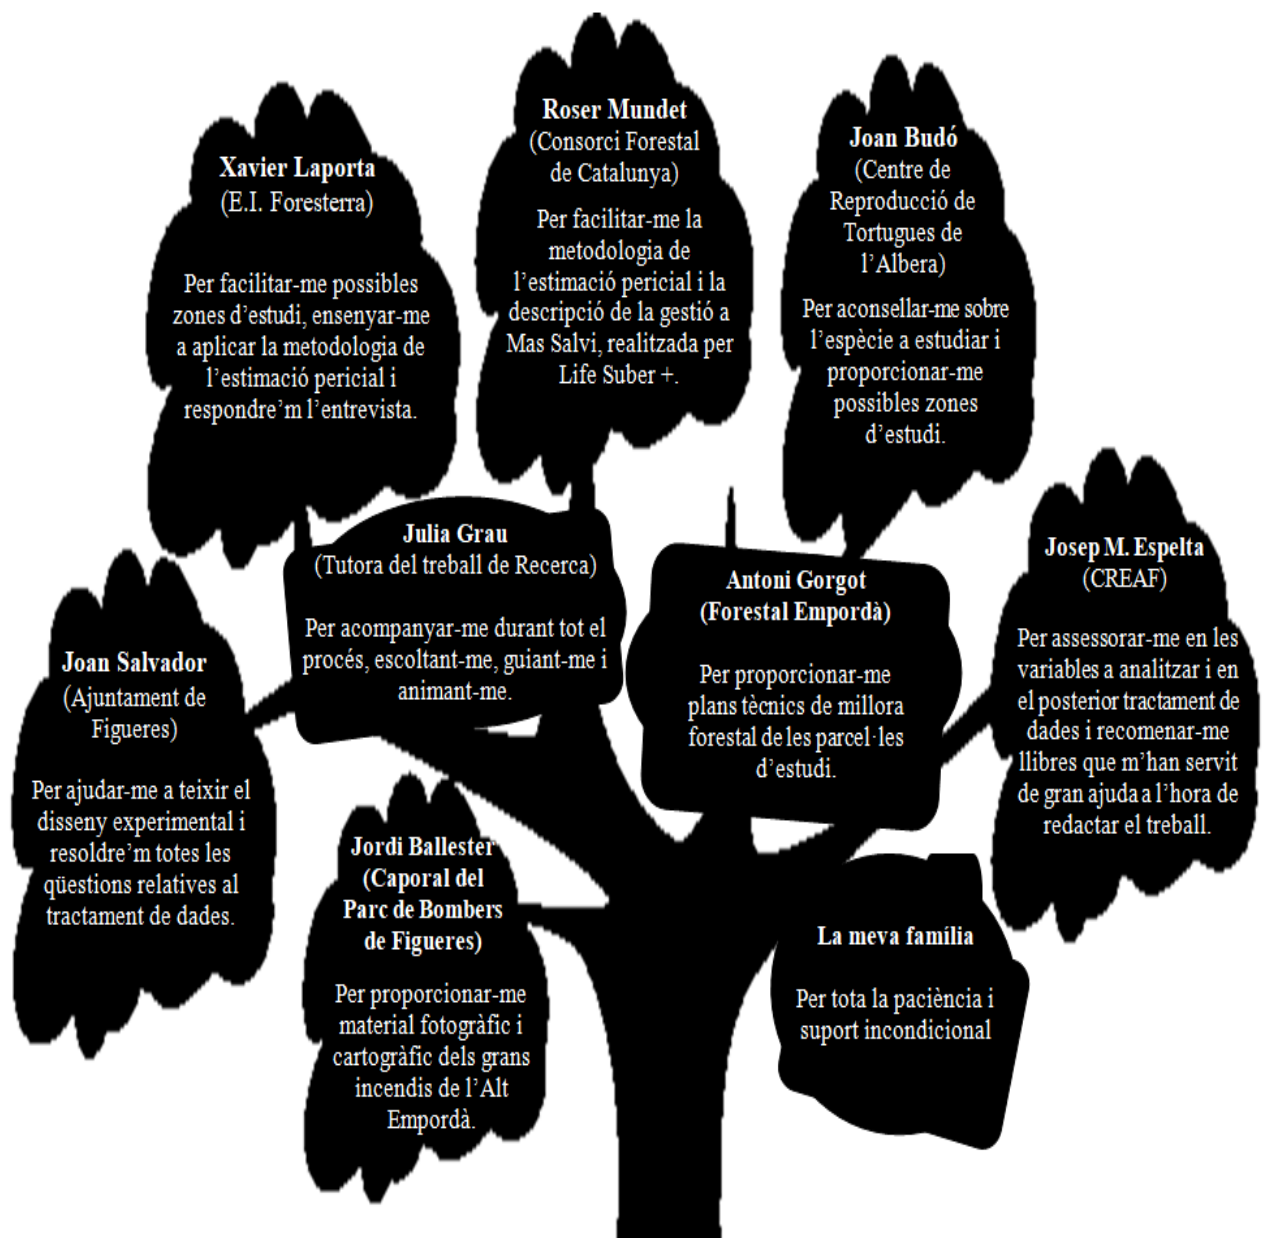 Roser Mundet
(Consorci Forestal
de Catalunya)
Per facilitar-me la
metodologia de
l’estimació pericial i la
descripció de la gestió a
Mas Salvi, realitzada per
Life Suber +.
Joan Budó
(Centre de
Reproducció de
Tortugues de
l’Albera)
Per aconsellar-me sobre
l’espècie a estudiar i
proporcionar-me
possibles zones
d’estudi.
Xavier Laporta
(E.I. Foresterra)
Per facilitar-me possibles
zones d’estudi, ensenyar-me
a aplicar la metodologia de
l’estimació pericial i
respondre’m l’entrevista.
Julia Grau
(Tutora del treball de Recerca)
Per acompanyar-me durant tot el
procés, escoltant-me, guiant-me i
animant-me.
Antoni Gorgot
(Forestal Empordà)
Per proporcionar-me
plans tècnics de millora
forestal de les parcel·les
d’estudi.
Josep M. Espelta
(CREAF)
Per assessorar-me en les
variables a analitzar i en
el posterior tractament de
dades i recomenar-me
llibres que m’han servit
de gran ajuda a l’hora de
redactar el treball.
Joan Salvador
(Ajuntament de
Figueres)
Per ajudar-me a teixir el
disseny experimental i
resoldre’m totes les
qüestions relatives al
tractament de dades.
Jordi Ballester
(Caporal del
Parc de Bombers
de Figueres)
Per proporcionar-me
material fotogràfic i
cartogràfic dels grans
incendis de l’Alt
Empordà.
La meva família
Per tota la paciència i
suport incondicional